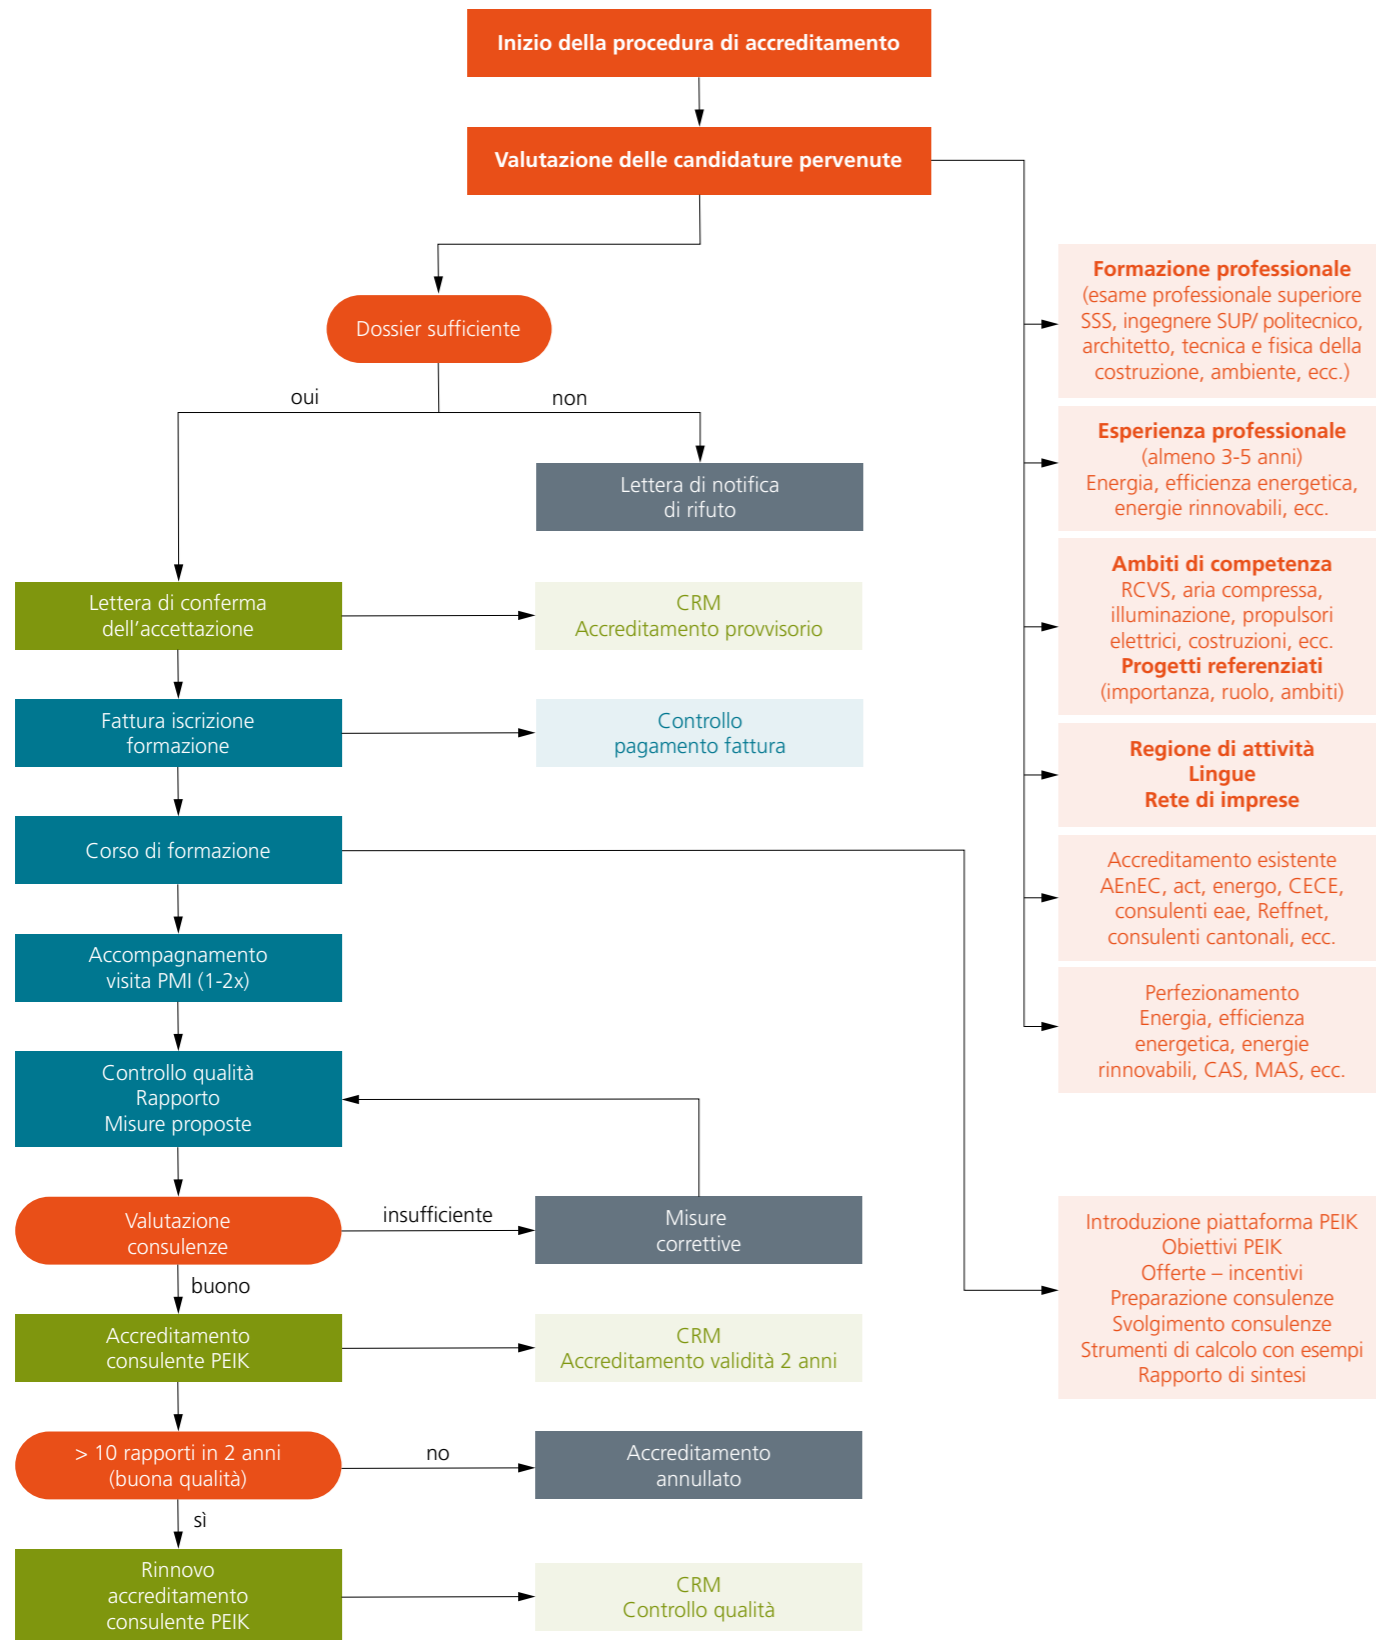 Inizio della procedura di accreditamento
Valutazione delle candidature pervenute
Dossier sufficiente
oui
non
Lettera di notifica
di rifuto
Lettera di conferma
dell’accettazione
CRM
Accreditamento provvisorio
Fattura iscrizione
formazione
Controllo
pagamento fattura
Corso di formazione
Accompagnamento
visita PMI (1-2x)
Controllo qualità
Rapporto
Misure proposte
Valutazione
consulenze
insufficiente
Misure
correttive
buono
Accreditamento
consulente PEIK
CRM
Accreditamento validità 2 anni
> 10 rapporti in 2 anni
(buona qualità)
no
Accreditamento
annullato
sì
Rinnovo
accreditamento
consulente PEIK
CRM
Controllo qualità
Formazione professionale
(esame professionale superiore
SSS, ingegnere SUP/ politecnico,
architetto, tecnica e fisica della
costruzione, ambiente, ecc.)
Esperienza professionale
(almeno 3-5 anni)
Energia, efficienza energetica,
energie rinnovabili, ecc.
Ambiti di competenza
RCVS, aria compressa,
illuminazione, propulsori
elettrici, costruzioni, ecc.
Progetti referenziati
(importanza, ruolo, ambiti)
Regione di attività
Lingue
Rete di imprese
Accreditamento esistente
AEnEC, act, energo, CECE,
consulenti eae, Reffnet,
consulenti cantonali, ecc.
Perfezionamento
Energia, efficienza
energetica, energie
rinnovabili, CAS, MAS, ecc.
Introduzione piattaforma PEIK
Obiettivi PEIK
Offerte – incentivi
Preparazione consulenze
Svolgimento consulenze
Strumenti di calcolo con esempi
Rapporto di sintesi